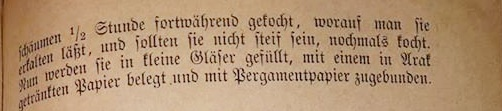 schäumen 1/2 Stunde fortwährend gekocht, worauf man sie
erkalten läßt, und sollten sie nicht steif sein, nochmals kocht.
Nun werden sie in kleine Gläser gefüllt, mit einem in Arak
getränkten Papier belegt und mit Pergamentpapier zugebunden.